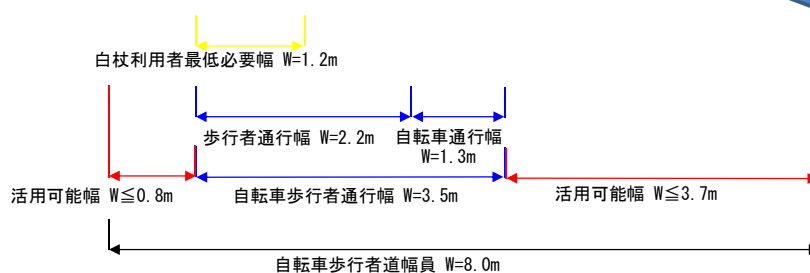 白杖利用者最低必要幅 W=1.2m
歩行者通行幅 W=2.2m
自転車通行幅
W=1.3m
活用可能幅 W≦0.8m
自転車歩行者通行幅 W=3.5m
活用可能幅 W≦3.7m
自転車歩行者道幅員 W=8.0m